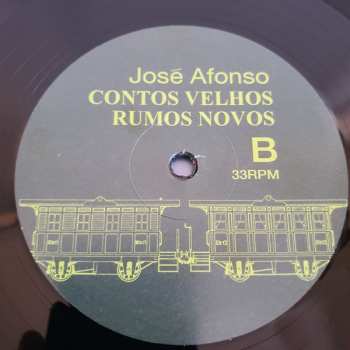 José Afonso
CONTOS VELHOS
RUMOS NOVOS
B
33RPM